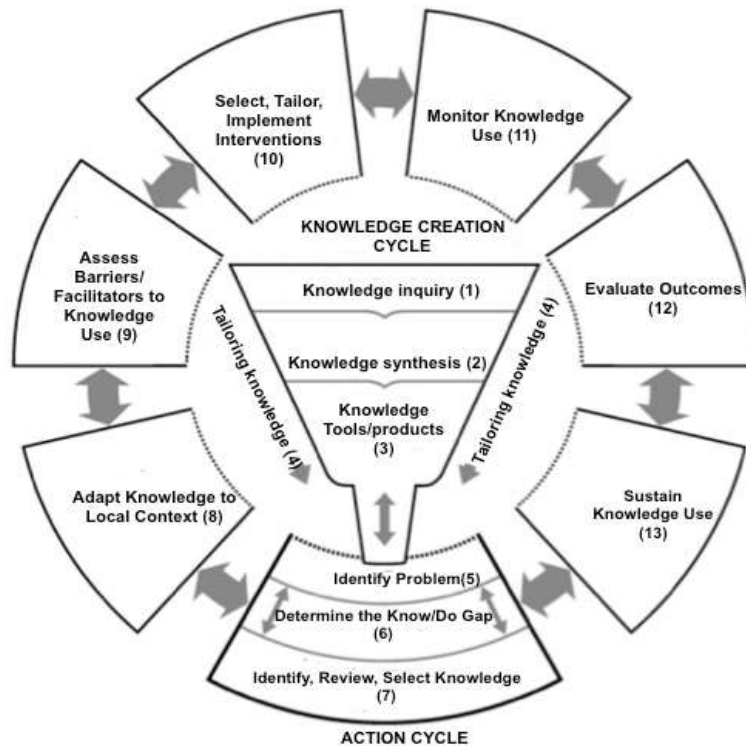 Select, Tailor,
Implement
Interventions
(10)
Monitor Knowledge
Use (11)
KNOWLEDGE CREATION
CYCLE
Assess
Barriers/
Facilitators to
Knowledge
Use (9)
Knowledge inquiry (1)
Evaluate Outcomes
(12)
Tailoring knowledge (4)
Knowledge synthesis (2)
Tailoring knowledge (4)
Knowledge
Tools/products
(3)
Adapt Knowledge to
Local Context (8)
Sustain
Knowledge Use
(13)
Identify Problem(5)
Determine the Know/Do Gap
(6)
Identify, Review, Select Knowledge
(7)
ACTION CYCLE